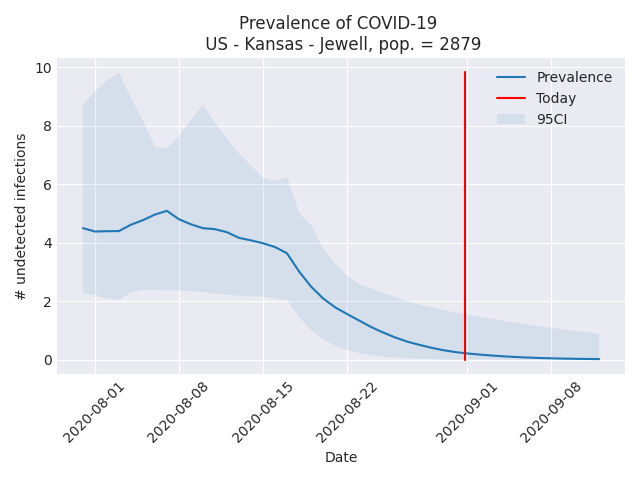 Prevalence of COVID-19
US - Kansas - Jewell, pop. = 2879
10
8
6
4
2
0
# undetected infections
Prevalence
Today
95CI
2020-08-01
2020-08-08
2020-08-15
2020-08-22
2020-09-01
2020-09-08
Date